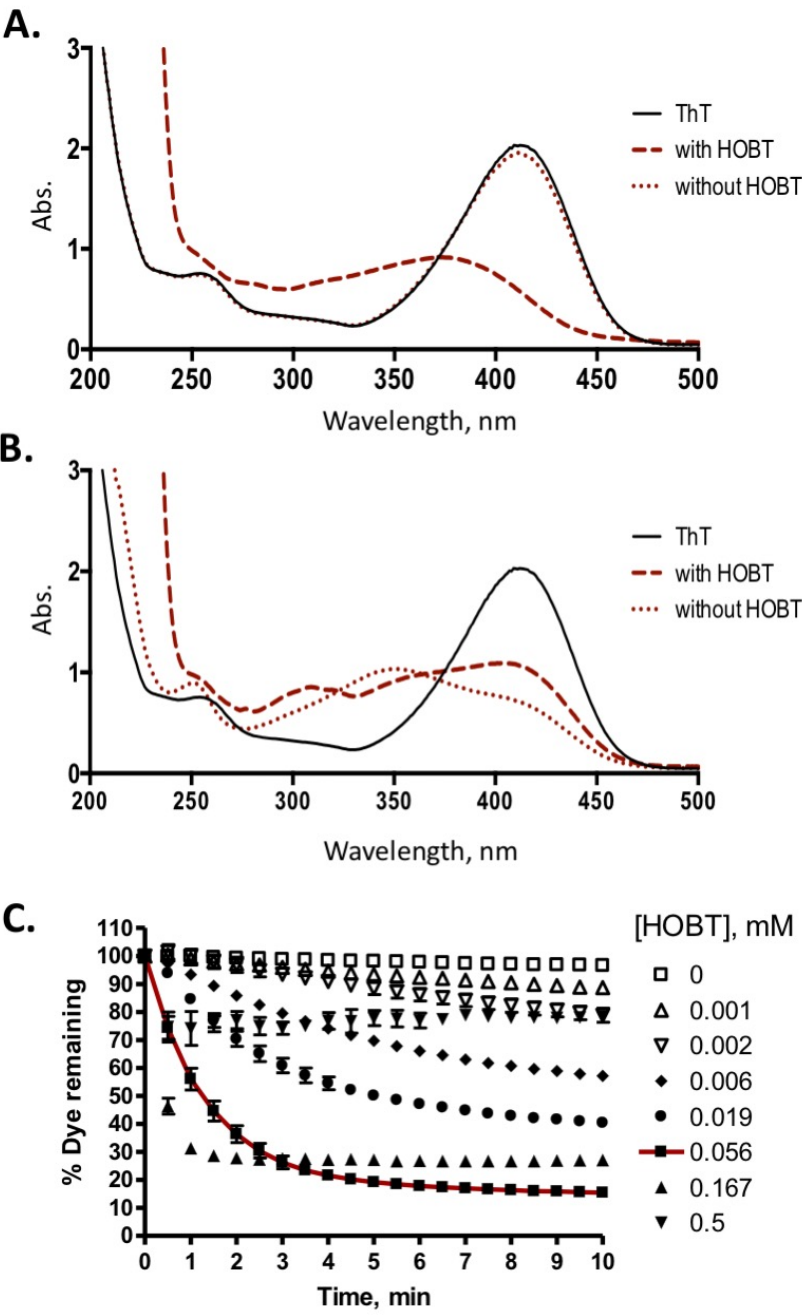 A.
3
2
1
0
Abs.
200 250 300 350 400 450 500
Wavelength, nm
ThT
with HOBT
without HOBT
B.
3
2
1
0
Abs.
200 250 300 350 400 450 500
Wavelength, nm
ThT
with HOBT
without HOBT
C.
110
100
90
80
70
60
50
40
30
20
10
0
% Dye remaining
0 1 2 3 4 5 6 7 8 9 10
Time, min
[HOBT], mM
0
0.001
0.002
0.006
0.019
0.056
0.167
0.5